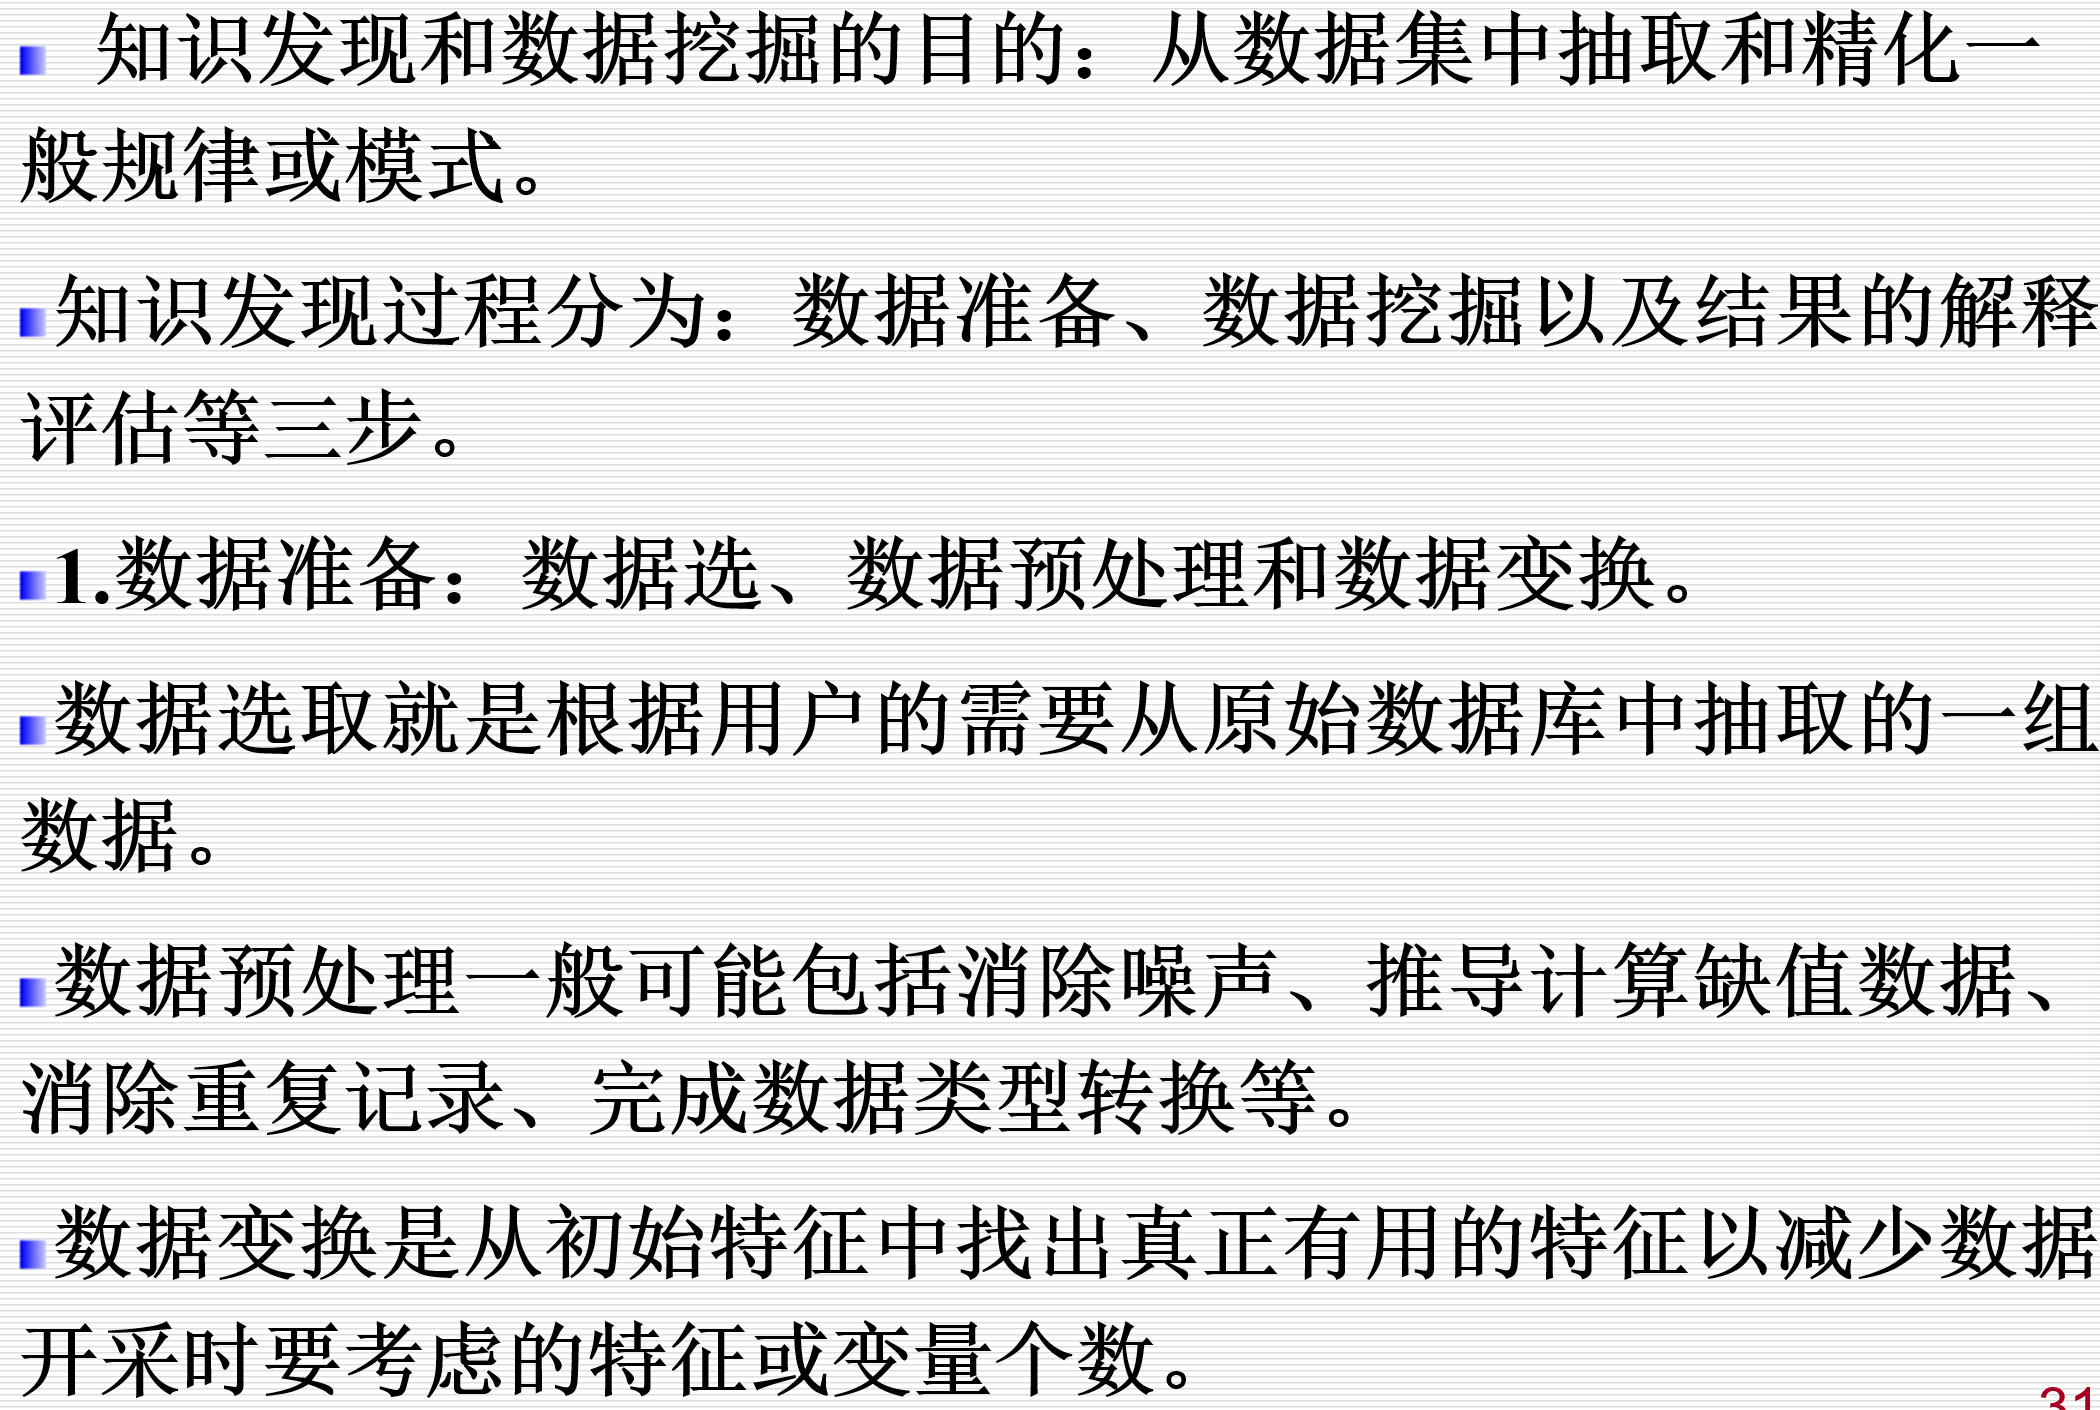 ▪ 知识发现和数据挖掘的目的：从数据集中抽取和精化一
般规律或模式。
▪知识发现过程分为：数据准备、数据挖掘以及结果的解释
评估等三步。
▪1.数据准备：数据选、数据预处理和数据变换。
▪数据选取就是根据用户的需要从原始数据库中抽取的一组
数据。
▪数据预处理一般可能包括消除噪声、推导计算缺值数据、
消除重复记录、完成数据类型转换等。
▪数据变换是从初始特征中找出真正有用的特征以减少数据
开采时要考虑的特征或变量个数。
31